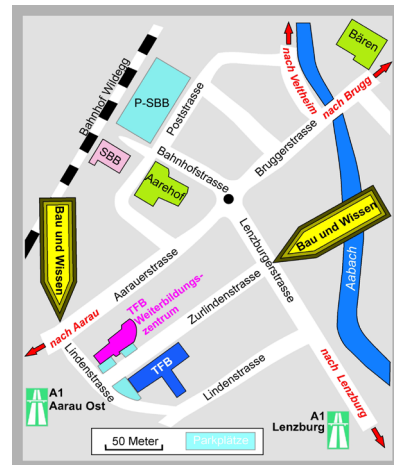 Bären
nach Veltheim
nach Brugg
Bahnhof Wildegg
P-SBB
Poststrasse
SBB
Bahnhofstrasse
Bruggerstrasse
Aarehof
Bau und Wissen
Bau und Wissen
Lenzburgerstrasse
Aabach
Aarauerstrasse
TFB
Weiterbildungs-
zentrum
Zurlindenstrasse
nach Aarau
Lindenstrasse
TFB
Lindenstrasse
nach Lenzburg
A1
Aarau Ost
A1
Lenzburg
50 Meter
Parkplätze